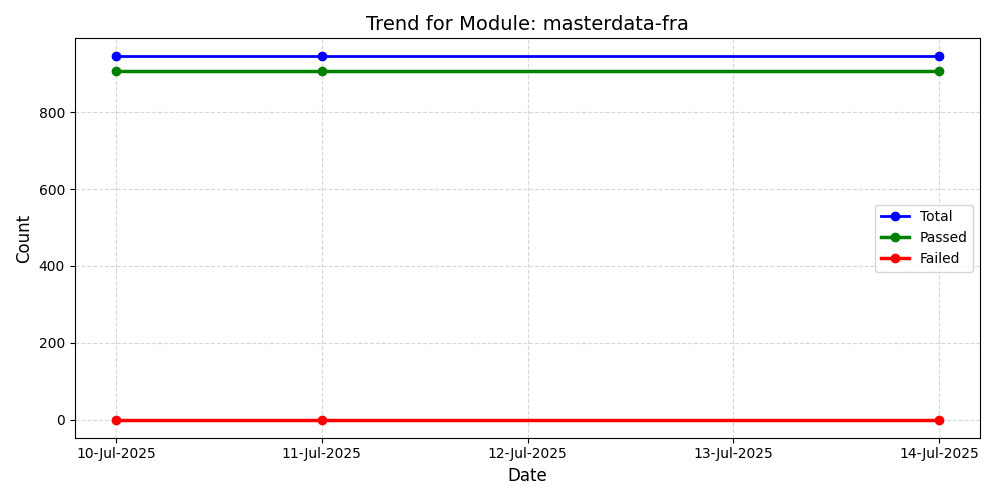 Trend for Module: masterdata-fra
Count
800
600
400
200
0
Total
Passed
Failed
10-Jul-2025
11-Jul-2025
12-Jul-2025
13-Jul-2025
14-Jul-2025
Date